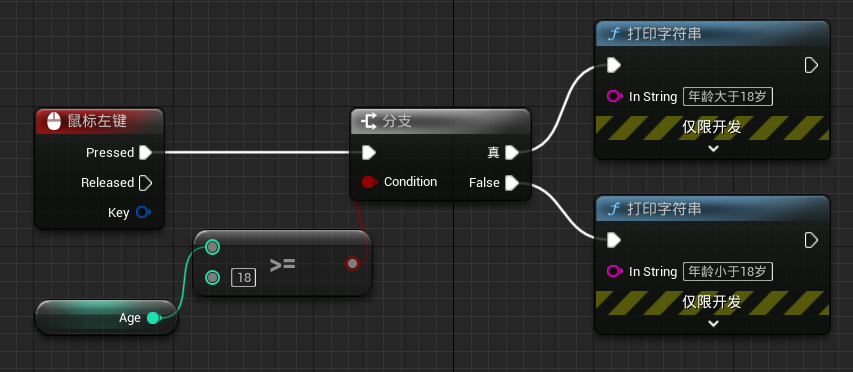 鼠标左键
Pressed
Released
Key
分支
真
Condition
False
>=
18
Age
打印字符串
In String 年龄大于18岁
仅限开发
打印字符串
In String 年龄小于18岁
仅限开发